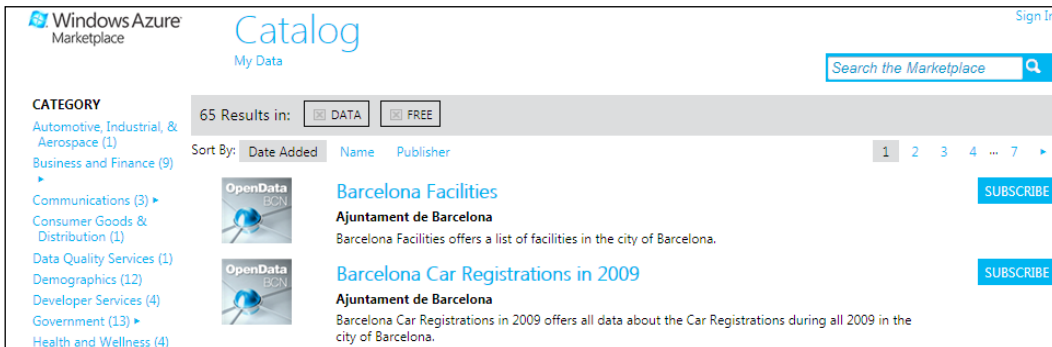 Windows Azure
Marketplace
Catalog
My Data
Sign In
Search the Marketplace
CATEGORY
Automotive, Industrial, &
Aerospace (1)
Business and Finance (9)
Communications (3)
Consumer Goods &
Distribution (1)
Data Quality Services (1)
Demographics (12)
Developer Services (4)
Government (13)
Health and Wellness (4)
65 Results in: DATA FREE
Sort By: Date Added Name Publisher 1 2 3 4 ... 7
OpenData
BCN
Barcelona Facilities
SUBSCRIBE
Ajuntament de Barcelona
Barcelona Facilities offers a list of facilities in the city of Barcelona.
OpenData
BCN
Barcelona Car Registrations in 2009
SUBSCRIBE
Ajuntament de Barcelona
Barcelona Car Registrations in 2009 offers all data about the Car Registrations during all 2009 in the
city of Barcelona.